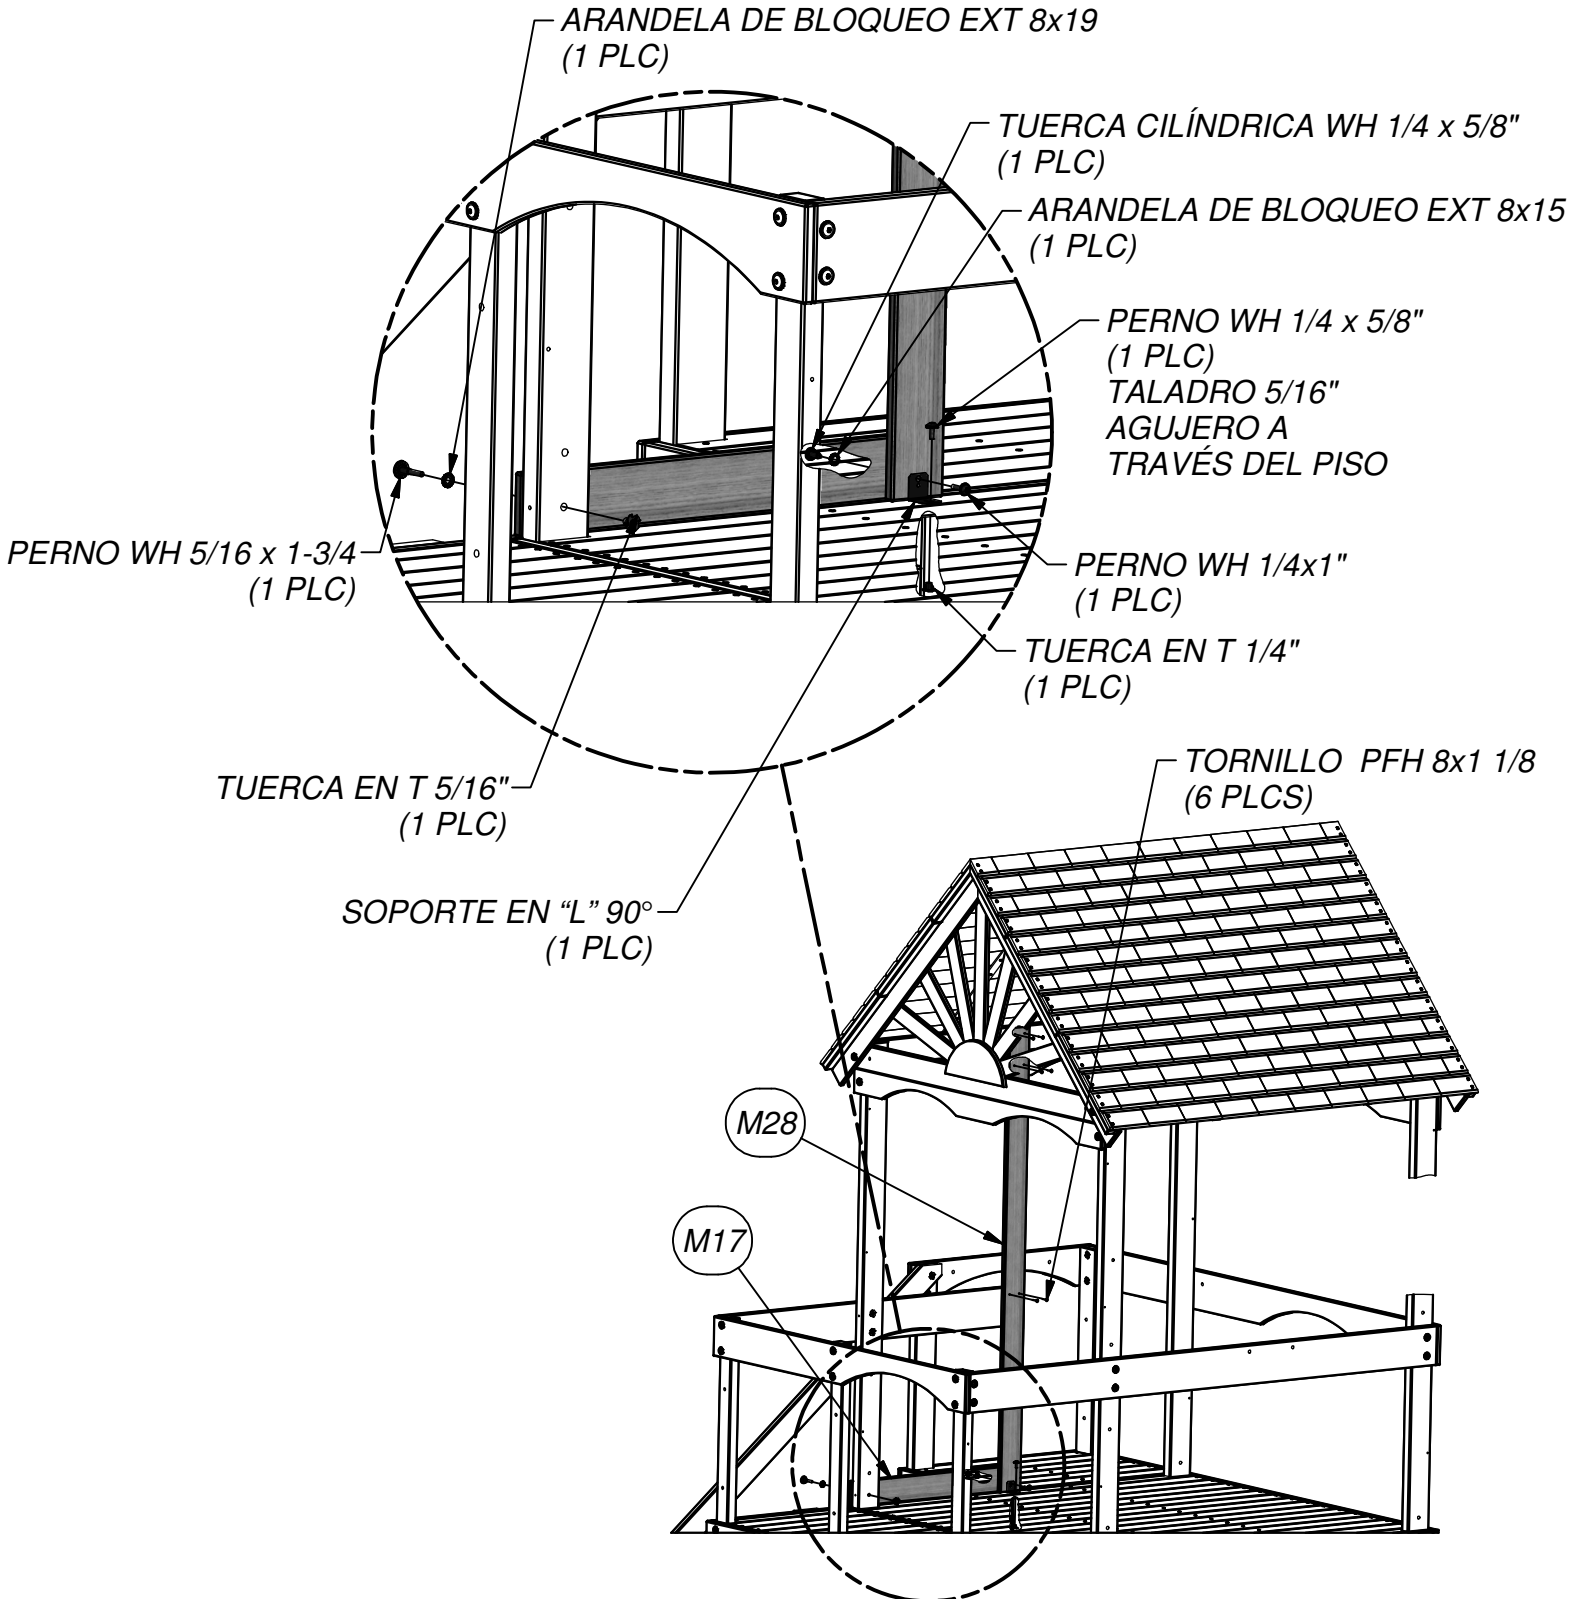 ARANDELA DE BLOQUEO EXT 8x19
(1 PLC)
TUERCA CILÍNDRICA WH 1/4 x 5/8"
(1 PLC)
ARANDELA DE BLOQUEO EXT 8x15
(1 PLC)
PERNO WH 1/4 x 5/8"
(1 PLC)
TALADRO 5/16"
AGUJERO A
TRAVÉS DEL PISO
PERNO WH 5/16 x 1-3/4
(1 PLC)
PERNO WH 1/4x1"
(1 PLC)
TUERCA EN T 1/4"
(1 PLC)
TUERCA EN T 5/16"
(1 PLC)
TORNILLO  PFH 8x1 1/8
(6 PLCS)
SOPORTE EN “L” 90°
(1 PLC)
M28
M17